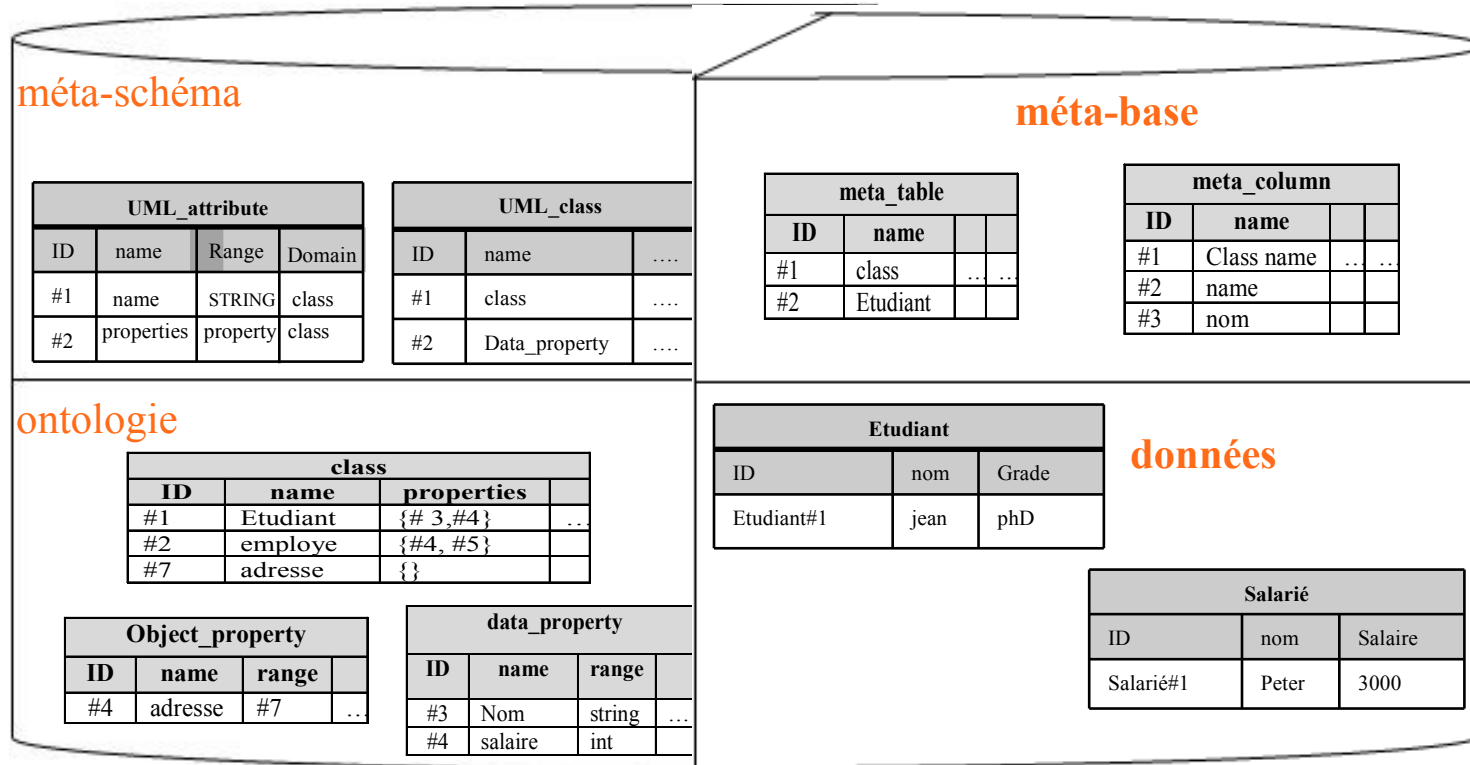 méta-schéma
UML_attribute
ID name Range Domain
#1 name STRING class
#2 properties property class
UML_class
ID name ....
#1 class ....
#2 Data_property ....
méta-base
meta_table
ID name
#1 class … …
#2 Etudiant
meta_column
ID name
#1 Class name … …
#2 name
#3 nom
ontologie
class
ID name properties
#1 Etudiant {# 3,#4} …
#2 employe {#4, #5}
#7 adresse {}
Object_property
ID name range
#4 adresse #7 …
data_property
ID name range
#3 Nom string …
#4 salaire int
données
Etudiant
ID nom Grade
Etudiant#1 jean phD
Salarié
ID nom Salaire
Salarié#1 Peter 3000